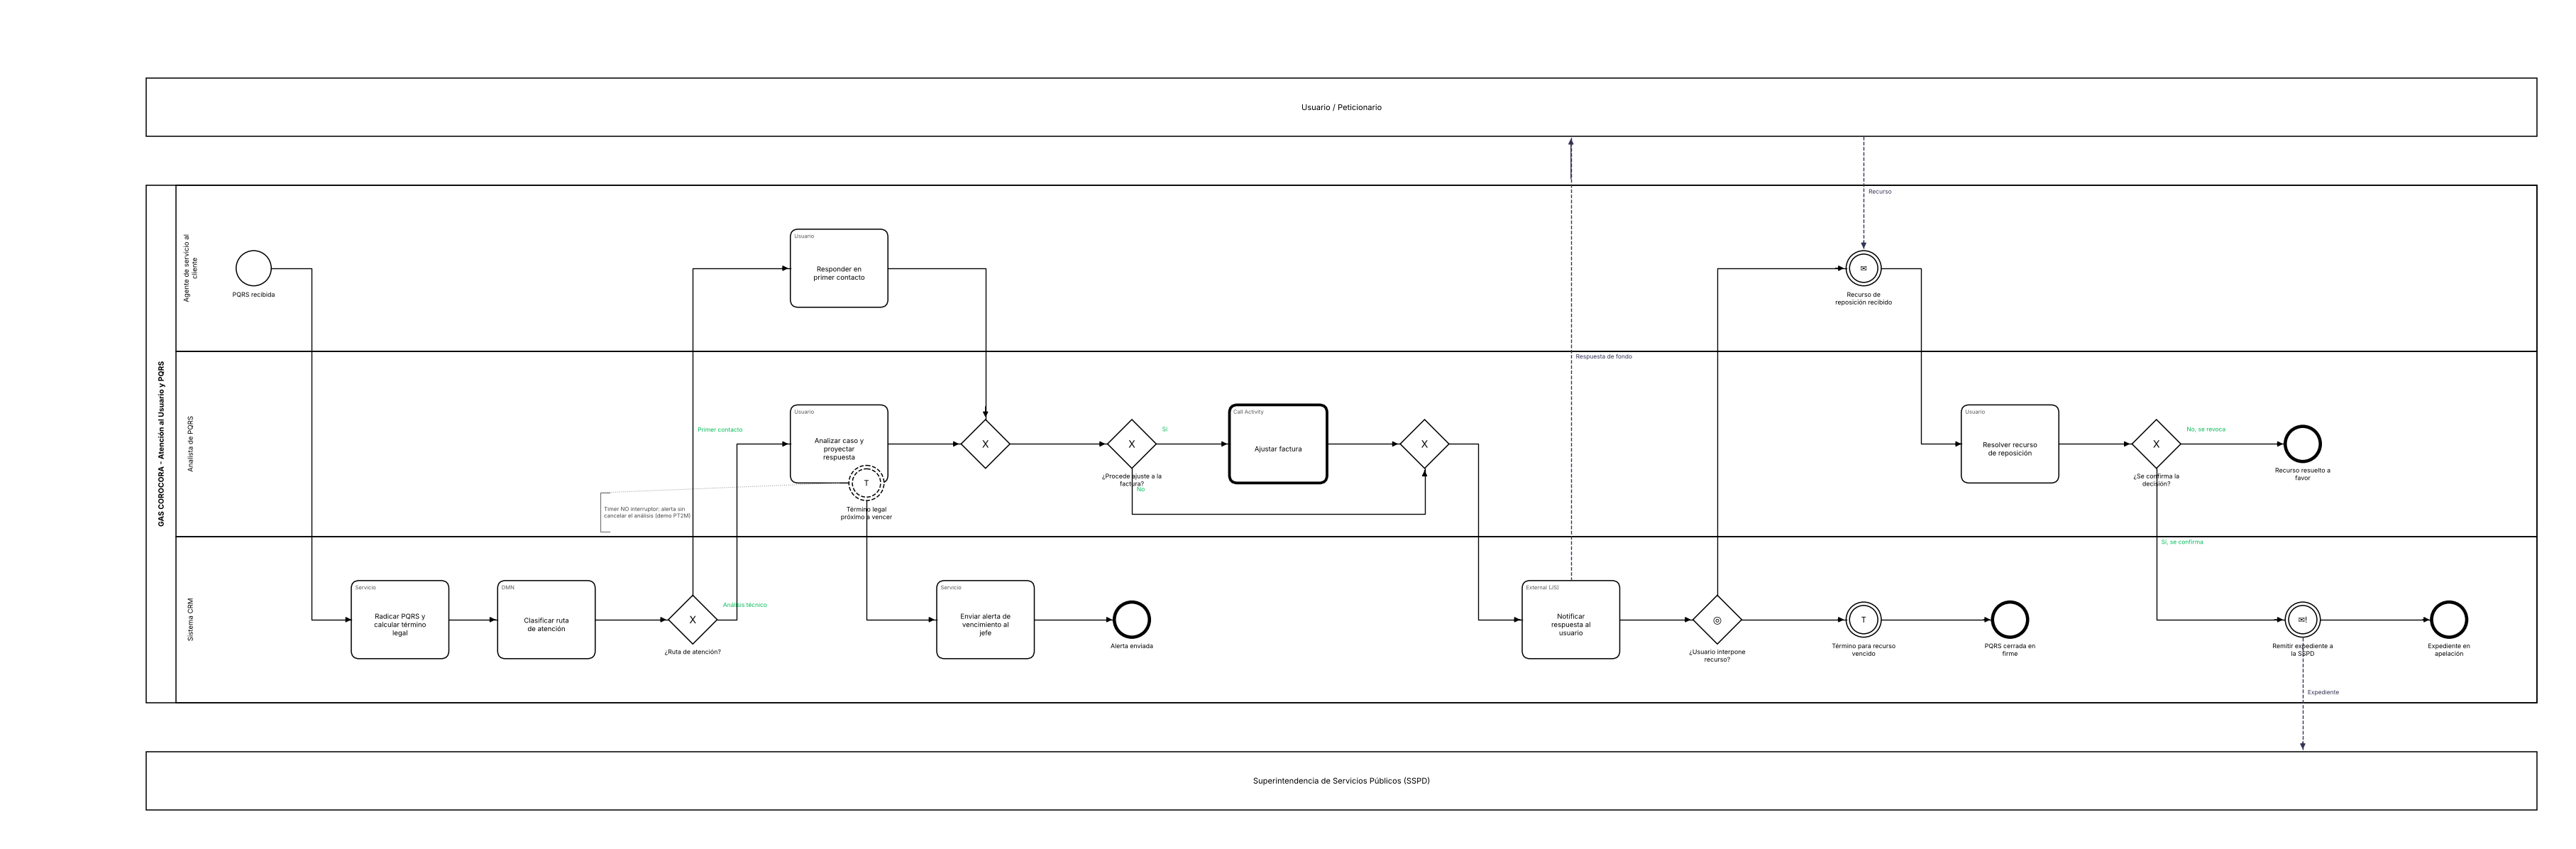 Usuario / Peticionario
GAS COROCORA - Atención al Usuario y PQRS
Agente de servicio al
cliente
PQRS recibida
Usuario
Responder en
primer contacto
Recurso
✉
Recurso de
reposición recibido
Respuesta de fondo
Analista de PQRS
Primer contacto
Usuario
Analizar caso y
proyectar
respuesta
T
Término legal
próximo a vencer
Timer NO interruptor: alerta sin
cancelar el análisis (demo PT2M)
X
X
¿Procede ajuste a la
factura?
Sí
No
Call Activity
Ajustar factura
X
Usuario
Resolver recurso
de reposición
X
¿Se confirma la
decisión?
No, se revoca
Recurso resuelto a
favor
Sí, se confirma
Sistema CRM
Servicio
Radicar PQRS y
calcular término
legal
DMN
Clasificar ruta
de atención
X
¿Ruta de atención?
Análisis técnico
Servicio
Enviar alerta de
vencimiento al
jefe
Alerta enviada
External (JS)
Notificar
respuesta al
usuario
◎
¿Usuario interpone
recurso?
T
Término para recurso
vencido
PQRS cerrada en
firme
✉!
Remitir expediente a
la SSPD
Expediente en
apelación
Expediente
Superintendencia de Servicios Públicos (SSPD)